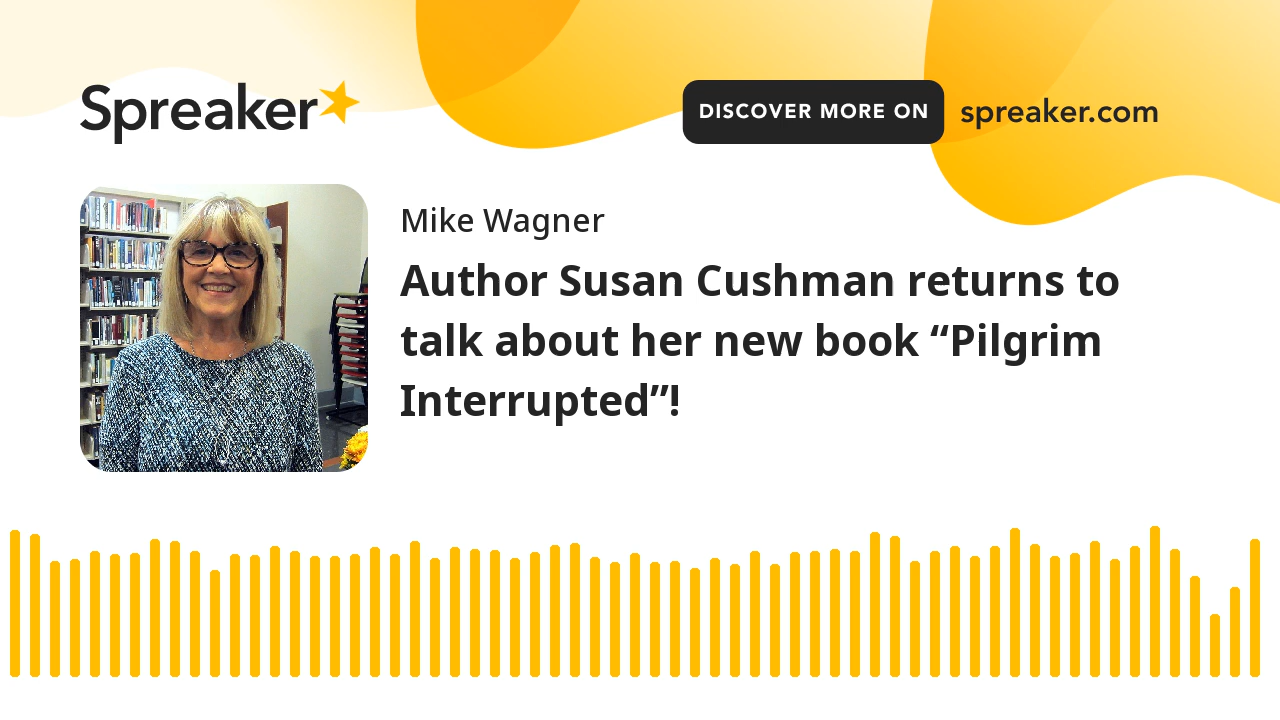 Spreaker
DISCOVER MORE ON
spreaker.com
Mike Wagner
Author Susan Cushman returns to
talk about her new book “Pilgrim
Interrupted”!